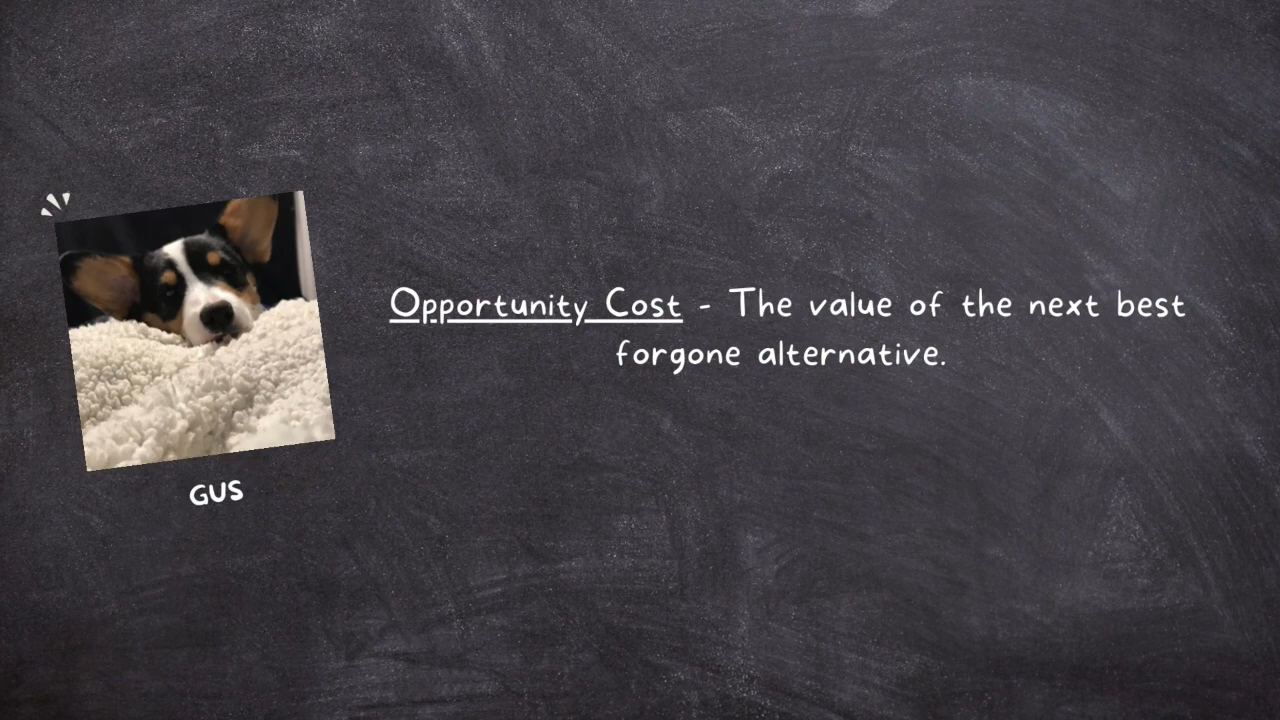 Opportunity Cost - The value of the next best
forgone alternative.
GUS